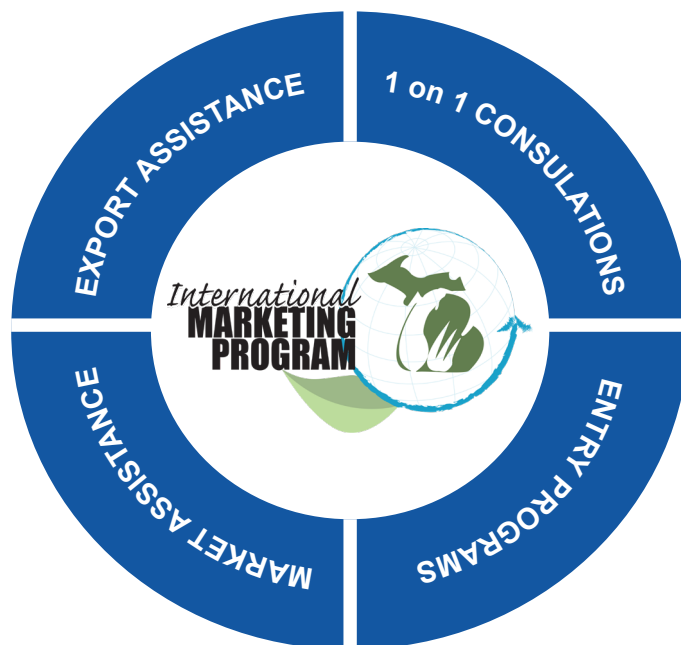 EXPORT ASSISTANCE
1 on 1 CONSULATIONS
International
MARKETING
PROGRAM
MARKET ASSISTANCE
ENTRY PROGRAMS